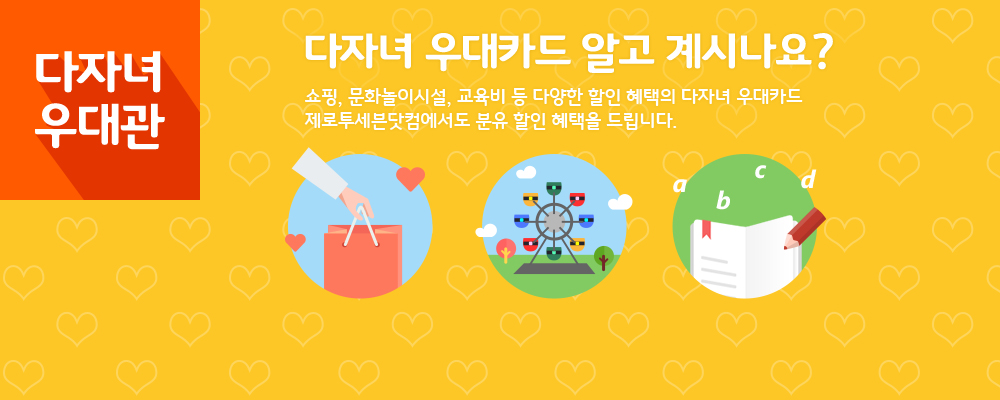 다자녀
우대관
다자녀 우대카드 알고 계시나요?
쇼핑, 문화놀이시설, 교육비 등 다양한 할인 혜택의 다자녀 우대카드
제로투세븐닷컴에서도 분유 할인 혜택을 드립니다.
a b c d